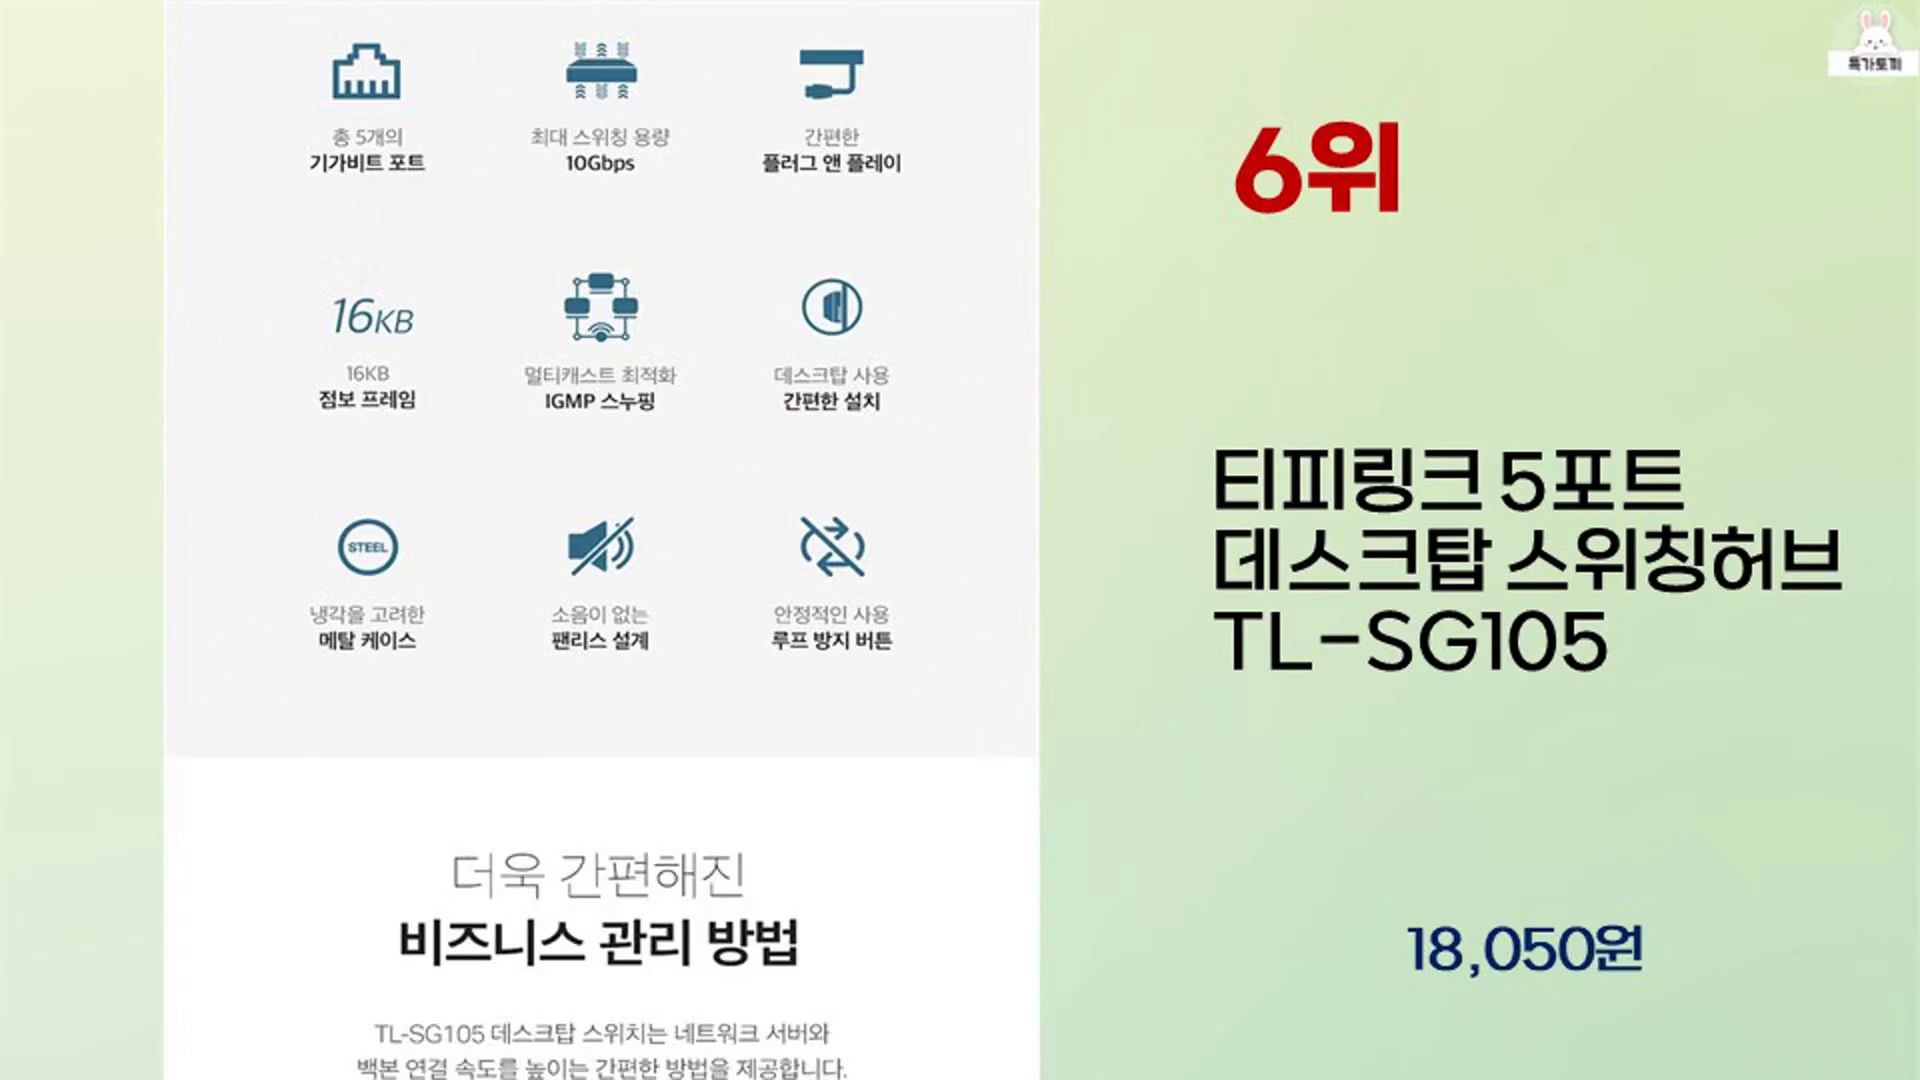 총 5개의
기가비트 포트
최대 스위칭 용량
10Gbps
간편한
플러그 앤 플레이
16KB
16KB
점보 프레임
멀티캐스트 최적화
IGMP 스누핑
데스크탑 사용
간편한 설치
STEEL
냉각을 고려한
메탈 케이스
소음이 없는
팬리스 설계
안정적인 사용
루프 방지 버튼
더욱 간편해진
비즈니스 관리 방법
TL-SG105 데스크탑 스위치는 네트워크 서버와
백본 연결 속도를 높이는 간편한 방법을 제공합니다.
특가토끼
6위
티피링크 5포트
데스크탑 스위칭허브
TL-SG105
18,050원